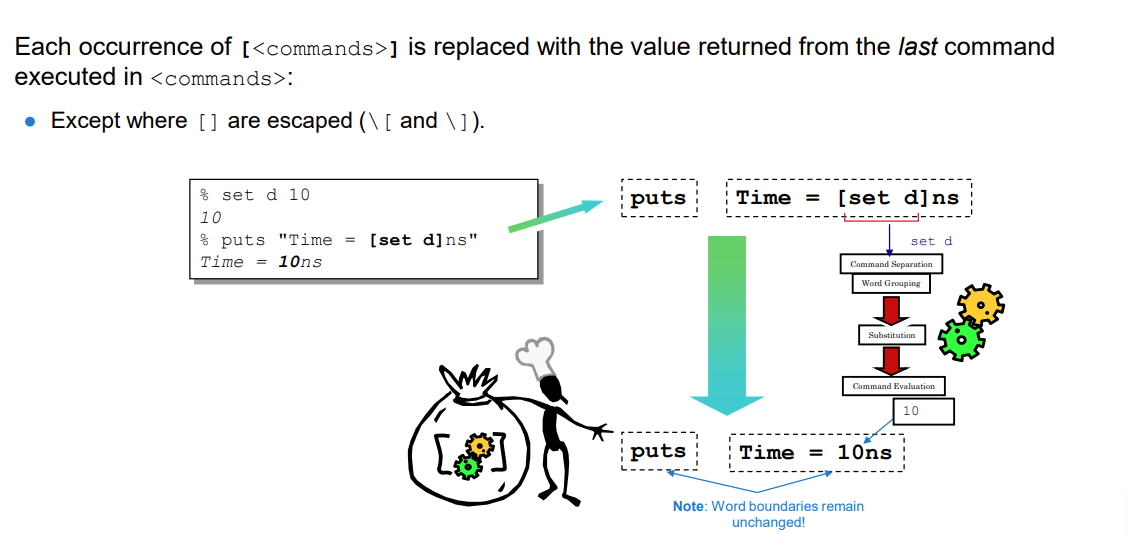 Each occurrence of [<commands>] is replaced with the value returned from the last command
executed in <commands>:
● Except where [] are escaped (\[ and \]).
% set d 10
10
% puts "Time = [set d]ns"
Time = 10ns
puts Time = [set d]ns
set d
Command Separation
Word Grouping
Substitution
Command Evaluation
10
[ ]
puts Time = 10ns
Note: Word boundaries remain
unchanged!